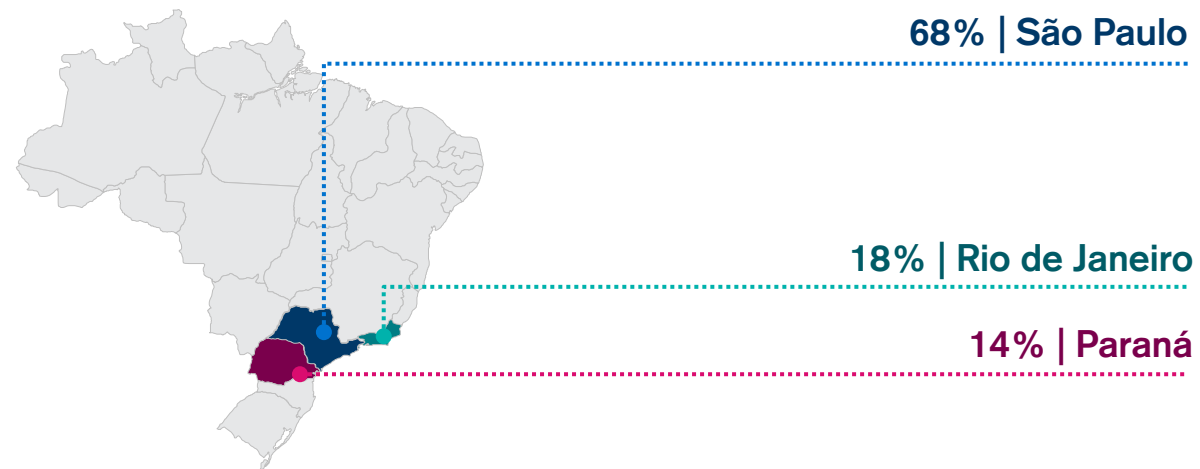 68% | São Paulo
18% | Rio de Janeiro
14% | Paraná